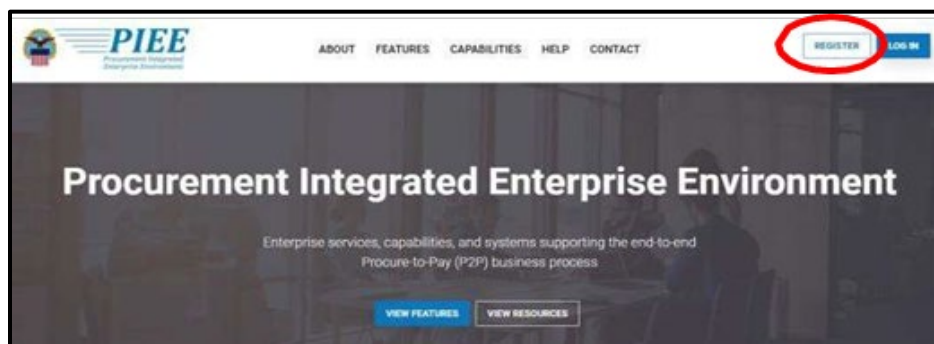 PIEE
Procurement Integrated
Enterprise Environment
ABOUT FEATURES CAPABILITIES HELP CONTACT
REGISTER
LOG IN
Procurement Integrated Enterprise Environment
Enterprise services, capabilities, and systems supporting the end-to-end
Procure-to-Pay (P2P) business process
VIEW FEATURES
VIEW RESOURCES